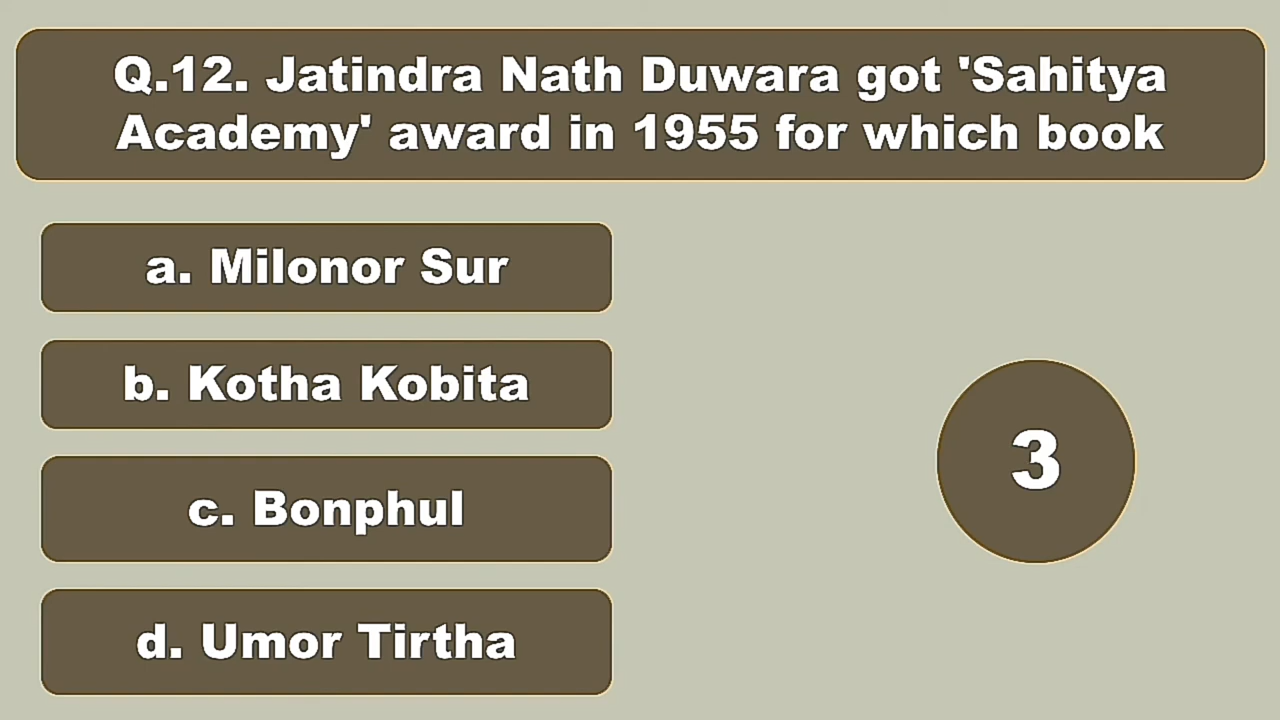 Q.12. Jatindra Nath Duwara got 'Sahitya
Academy' award in 1955 for which book
a. Milonor Sur
b. Kotha Kobita
c. Bonphul
d. Umor Tirtha
3